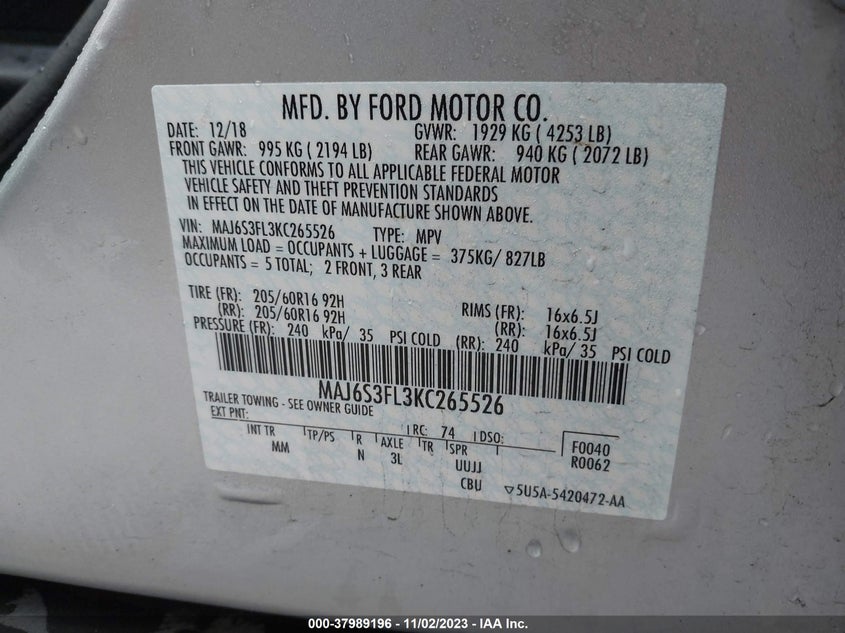 MFD. BY FORD MOTOR CO.
DATE: 12/18 GVWR: 1929 KG ( 4253 LB)
FRONT GAWR: 995 KG ( 2194 LB) REAR GAWR: 940 KG ( 2072 LB)
THIS VEHICLE CONFORMS TO ALL APPLICABLE FEDERAL MOTOR
VEHICLE SAFETY AND THEFT PREVENTION STANDARDS
IN EFFECT ON THE DATE OF MANUFACTURE SHOWN ABOVE.
VIN: MAJ6S3FL3KC265526 TYPE: MPV
MAXIMUM LOAD = OCCUPANTS + LUGGAGE = 375KG/ 827LB
OCCUPANTS = 5 TOTAL; 2 FRONT, 3 REAR
TIRE (FR): 205/60R16 92H RIMS (FR): 16x6.5J
(RR): 205/60R16 92H (RR): 16x6.5J
PRESSURE (FR): 240 kPa/ 35 PSI COLD (RR): 240 kPa/ 35 PSI COLD
MAJ6S3FL3KC265526
TRAILER TOWING - SEE OWNER GUIDE
EXT PNT: RC: 74 DSO:
INT TR TP/PS R AXLE TR SPR F0040
MM N 3L UUJJ R0062
CBU ▽5U5A-5420472-AA
000-37989196 - 11/02/2023 - IAA Inc.